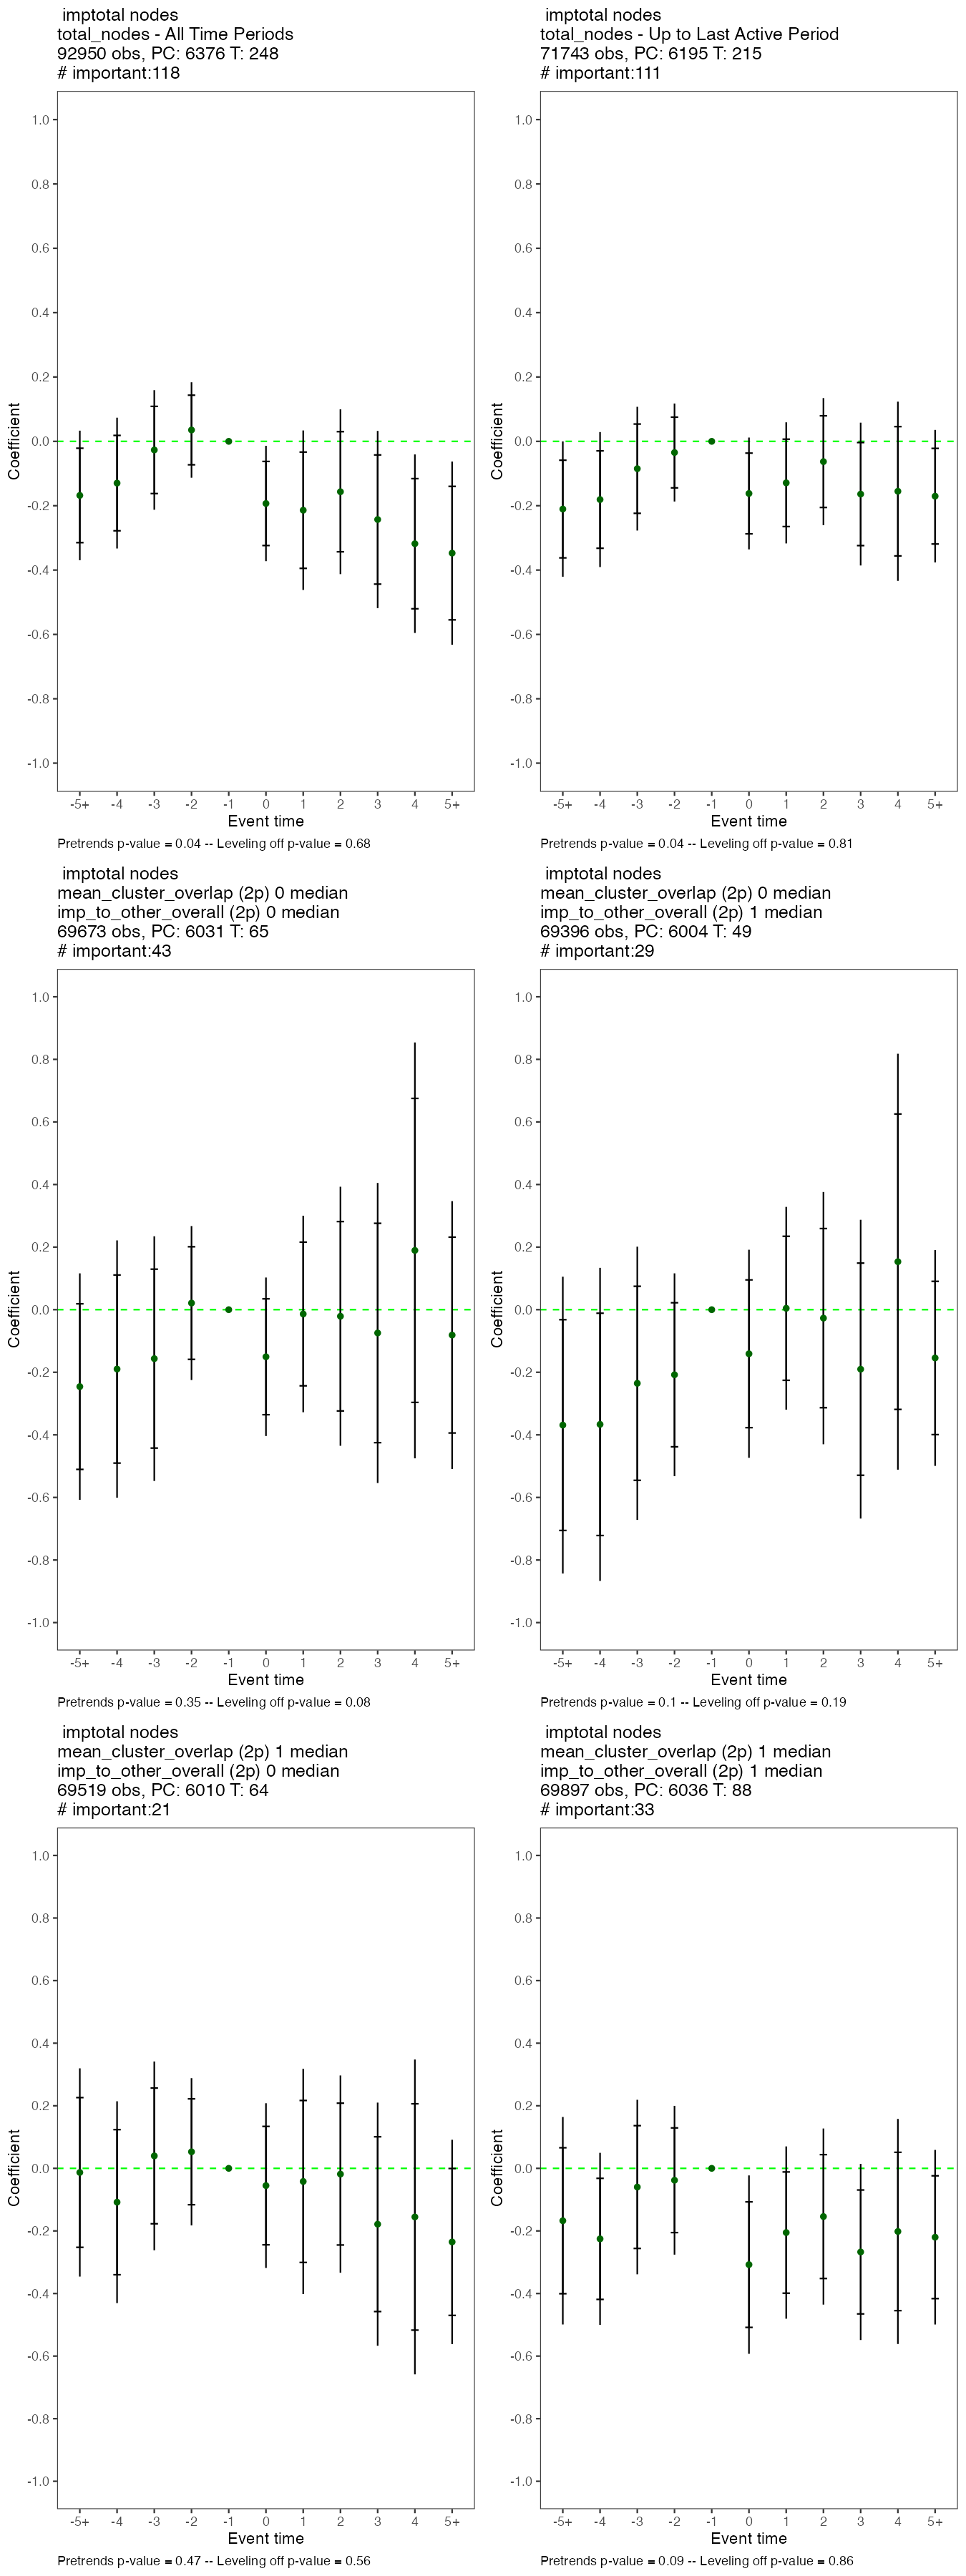 imptotal nodes
total_nodes - All Time Periods
92950 obs, PC: 6376 T: 248
# important:118
1.0
0.8
0.6
0.4
0.2
0.0
-0.2
-0.4
-0.6
-0.8
-1.0
Coefficient
-5+ -4 -3 -2 -1 0 1 2 3 4 5+
Event time
Pretrends p-value = 0.04 -- Leveling off p-value = 0.68
imptotal nodes
total_nodes - Up to Last Active Period
71743 obs, PC: 6195 T: 215
# important:111
1.0
0.8
0.6
0.4
0.2
0.0
-0.2
-0.4
-0.6
-0.8
-1.0
Coefficient
-5+ -4 -3 -2 -1 0 1 2 3 4 5+
Event time
Pretrends p-value = 0.04 -- Leveling off p-value = 0.81
imptotal nodes
mean_cluster_overlap (2p) 0 median
imp_to_other_overall (2p) 0 median
69673 obs, PC: 6031 T: 65
# important:43
1.0
0.8
0.6
0.4
0.2
0.0
-0.2
-0.4
-0.6
-0.8
-1.0
Coefficient
-5+ -4 -3 -2 -1 0 1 2 3 4 5+
Event time
Pretrends p-value = 0.35 -- Leveling off p-value = 0.08
imptotal nodes
mean_cluster_overlap (2p) 0 median
imp_to_other_overall (2p) 1 median
69396 obs, PC: 6004 T: 49
# important:29
1.0
0.8
0.6
0.4
0.2
0.0
-0.2
-0.4
-0.6
-0.8
-1.0
Coefficient
-5+ -4 -3 -2 -1 0 1 2 3 4 5+
Event time
Pretrends p-value = 0.1 -- Leveling off p-value = 0.19
imptotal nodes
mean_cluster_overlap (2p) 1 median
imp_to_other_overall (2p) 0 median
69519 obs, PC: 6010 T: 64
# important:21
1.0
0.8
0.6
0.4
0.2
0.0
-0.2
-0.4
-0.6
-0.8
-1.0
Coefficient
-5+ -4 -3 -2 -1 0 1 2 3 4 5+
Event time
Pretrends p-value = 0.47 -- Leveling off p-value = 0.56
imptotal nodes
mean_cluster_overlap (2p) 1 median
imp_to_other_overall (2p) 1 median
69897 obs, PC: 6036 T: 88
# important:33
1.0
0.8
0.6
0.4
0.2
0.0
-0.2
-0.4
-0.6
-0.8
-1.0
Coefficient
-5+ -4 -3 -2 -1 0 1 2 3 4 5+
Event time
Pretrends p-value = 0.09 -- Leveling off p-value = 0.86